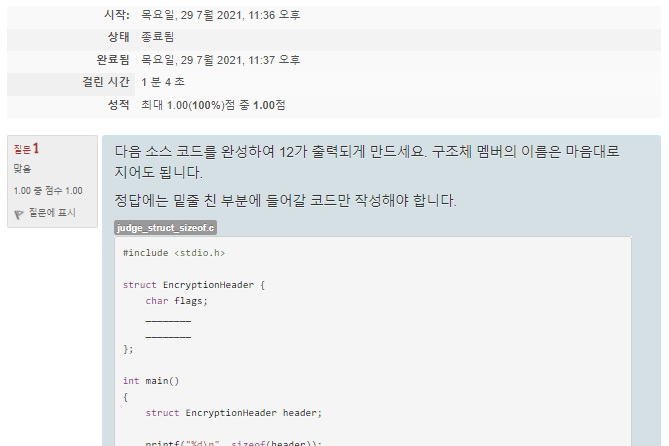 시작: 목요일, 29 7월 2021, 11:36 오후
상태 종료됨
완료됨 목요일, 29 7월 2021, 11:37 오후
걸린 시간 1 분 4 초
성적 최대 1.00(100%)점 중 1.00점
질문 1
맞음
1.00 중 점수 1.00
질문에 표시
다음 소스 코드를 완성하여 12가 출력되게 만드세요. 구조체 멤버의 이름은 마음대로
지어도 됩니다.
정답에는 밑줄 친 부분에 들어갈 코드만 작성해야 합니다.
judge_struct_sizeof.c
#include <stdio.h>
struct EncryptionHeader {
char flags;
________
________
};
int main()
{
struct EncryptionHeader header;
printf("%d\n", sizeof(header));